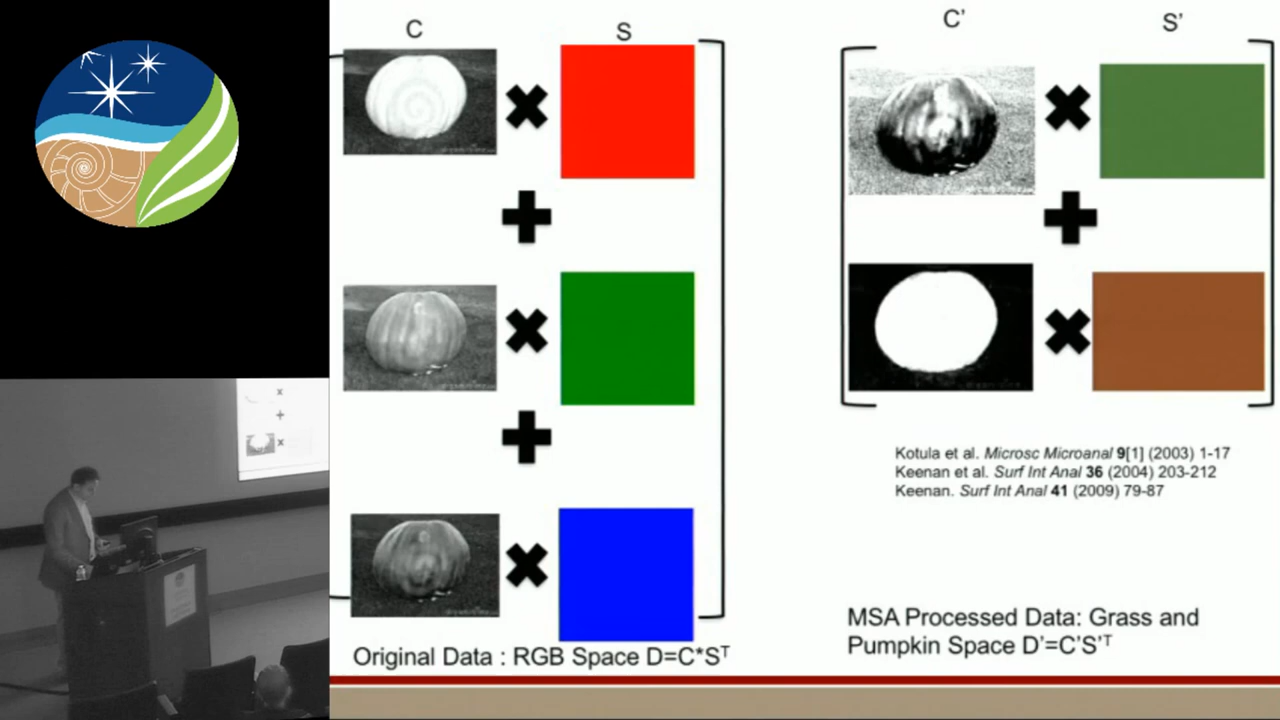 C
S
Original Data : RGB Space D=C*Sᵀ
C’
S’
Kotula et al. Microsc Microanal 9[1] (2003) 1-17
Keenan et al. Surf Int Anal 36 (2004) 203-212
Keenan. Surf Int Anal 41 (2009) 79-87
MSA Processed Data: Grass and
Pumpkin Space D’=C’S’ᵀ